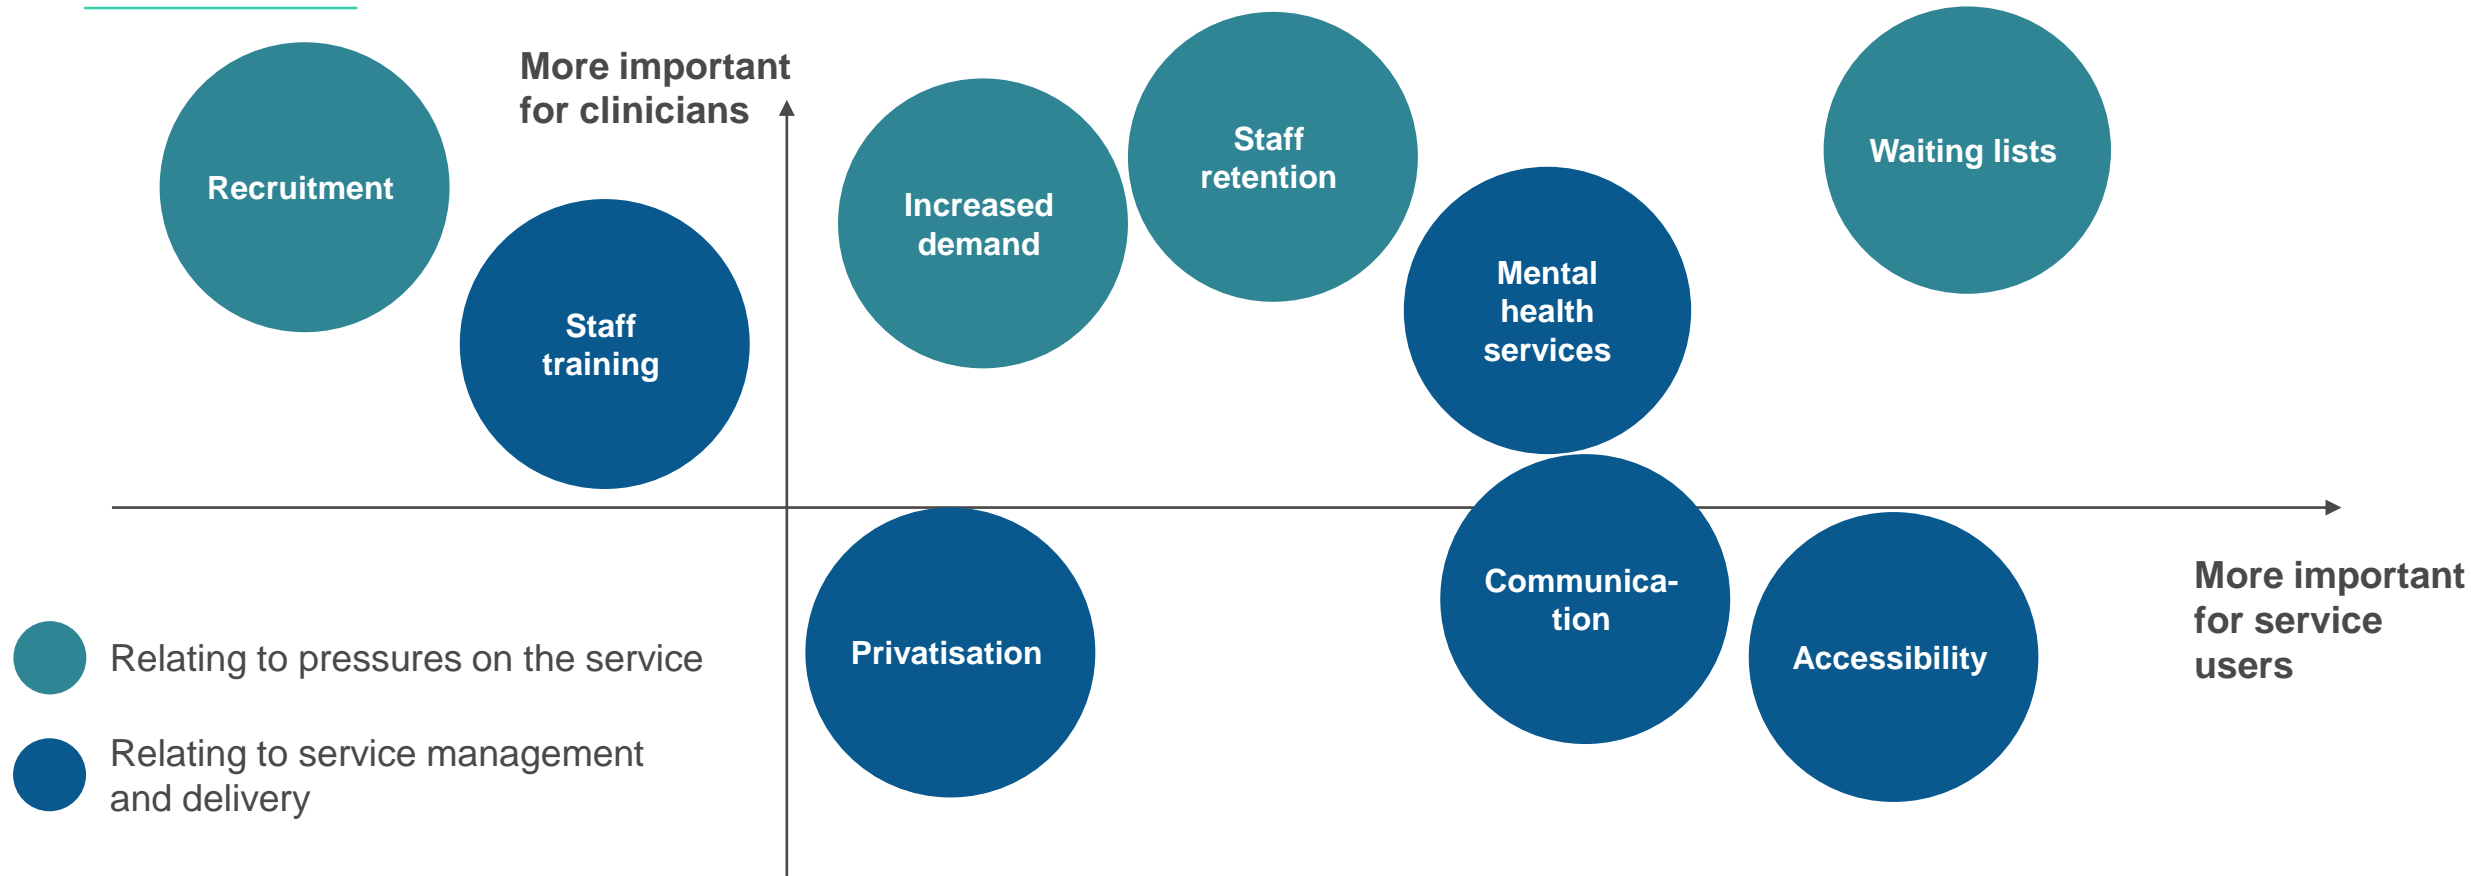 More important
for clinicians
Recruitment
Staff
training
Increased
demand
Staff
retention
Mental
health
services
Waiting lists
Privatisation
Communica-
tion
Accessibility
More important
for service
users
Relating to pressures on the service
Relating to service management
and delivery